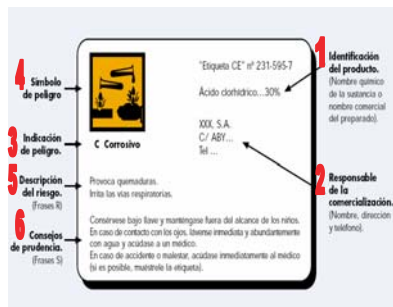 4
Símbolo
de peligro
3
Indicación
de peligro.
5
Descripción
del riesgo.
(Frases R)
6
Consejos
de prudencia.
(Frases S)
C Corrosivo
"Etiqueta CE" nº 231-595-7
Ácido clorhídrico...30%
XXX, S.A.
C/ ABY...
Tel ...
Provoca quemaduras.
Irrita las vías respiratorias.
Consérvese bajo llave y manténgase fuera del alcance de los niños.
En caso de contacto con los ojos, lávense inmediata y abundantemente
con agua y acúdase a un médico.
En caso de accidente o malestar, acúdase inmediatamente al médico
(si es posible, muéstrele la etiqueta).
1
Identificación
del producto.
(Nombre químico
de la sustancia o
nombre comercial
del preparado).
2
Responsable
de la
comercialización.
(Nombre, dirección
y teléfono).